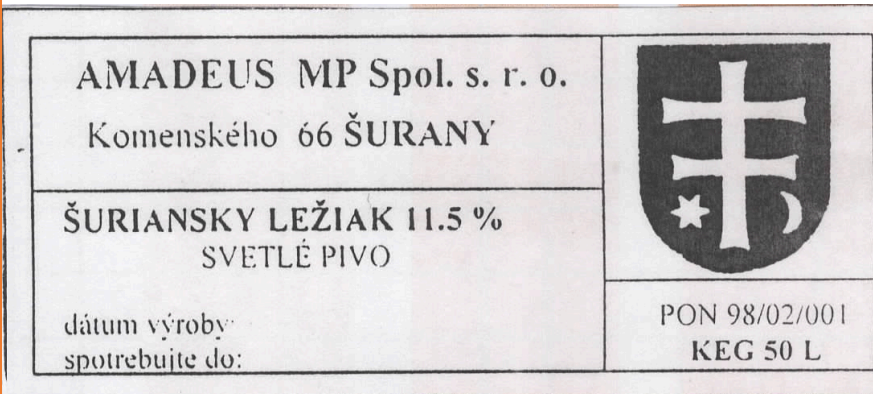 AMADEUS MP Spol. s. r. o.
Komenského 66 ŠURANY
ŠURIANSKY LEŽIAK 11.5 %
SVETLÉ PIVO
dátum výroby:
spotrebujte do:
PON 98/02/001
KEG 50 L